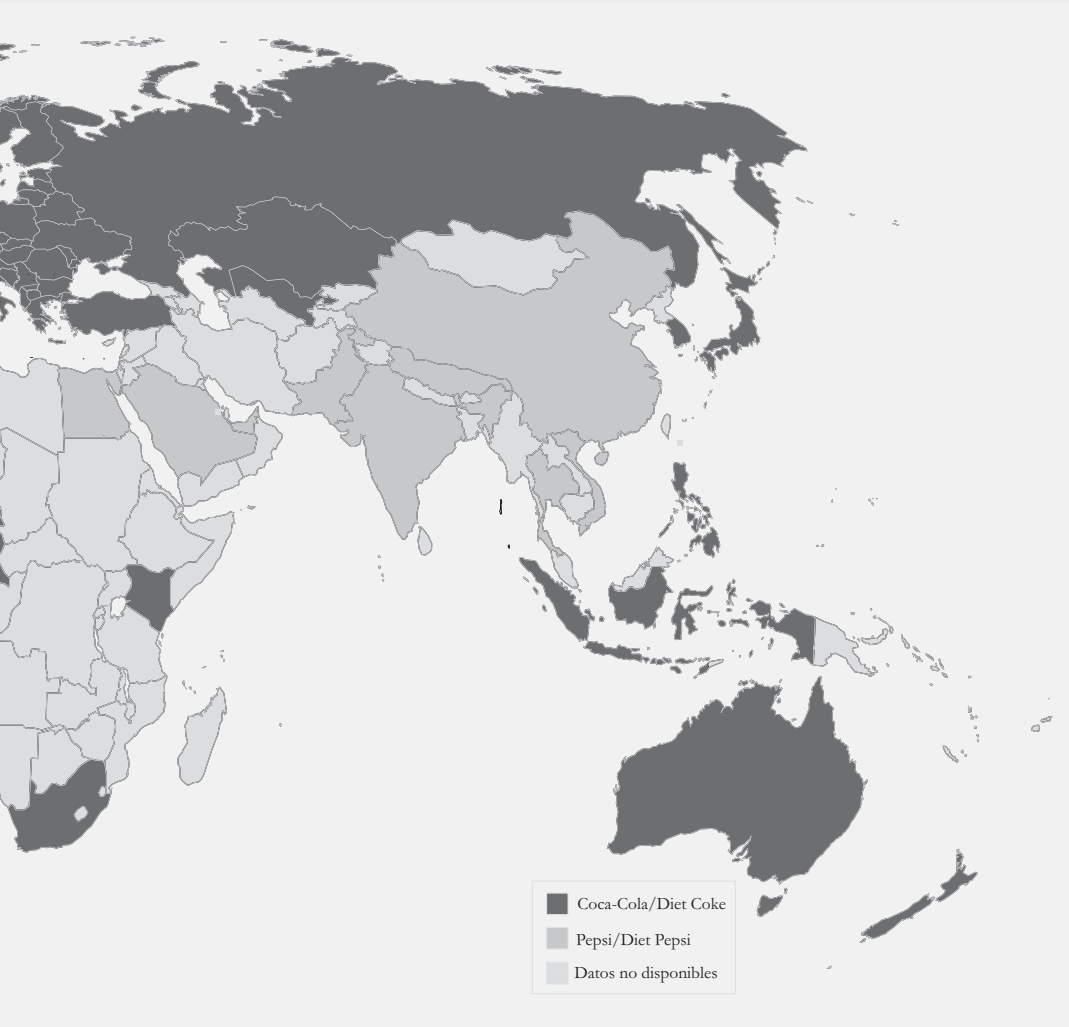 Coca-Cola/Diet Coke
Pepsi/Diet Pepsi
Datos no disponibles